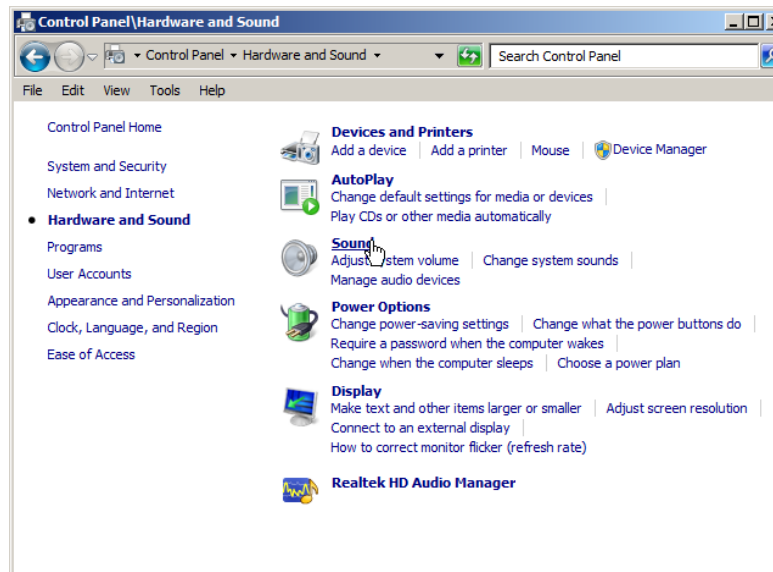 Control Panel\Hardware and Sound
Control Panel Hardware and Sound Search Control Panel
File Edit View Tools Help
Control Panel Home
System and Security
Network and Internet
Hardware and Sound
Programs
User Accounts
Appearance and Personalization
Clock, Language, and Region
Ease of Access
Devices and Printers
Add a device Add a printer Mouse Device Manager
AutoPlay
Change default settings for media or devices
Play CDs or other media automatically
Sound
Adjust system volume Change system sounds
Manage audio devices
Power Options
Change power-saving settings Change what the power buttons do
Require a password when the computer wakes
Change when the computer sleeps Choose a power plan
Display
Make text and other items larger or smaller Adjust screen resolution
Connect to an external display
How to correct monitor flicker (refresh rate)
Realtek HD Audio Manager